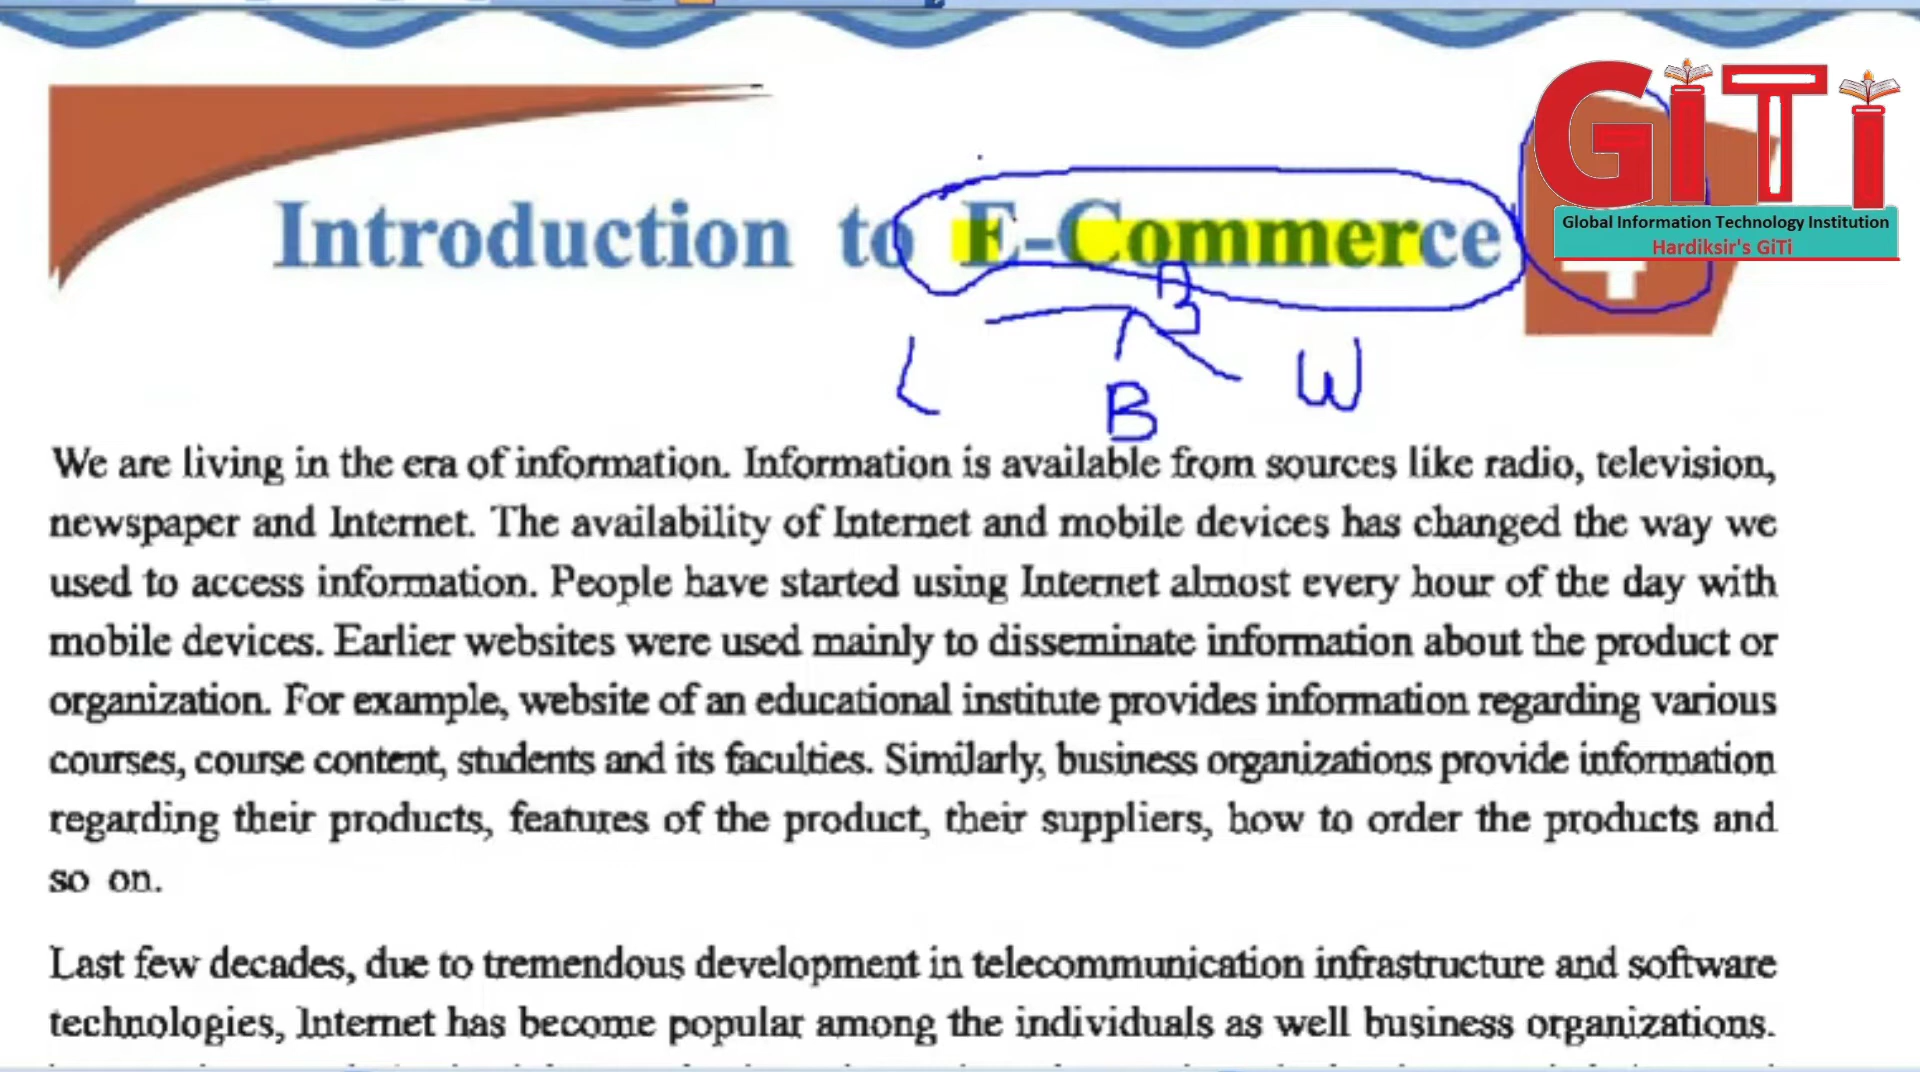 GiTi
Global Information Technology Institution
Hardiksir's GiTi
Introduction to E-Commerce
3
L B W
We are living in the era of information. Information is available from sources like radio, television,
newspaper and Internet. The availability of Internet and mobile devices has changed the way we
used to access information. People have started using Internet almost every hour of the day with
mobile devices. Earlier websites were used mainly to disseminate information about the product or
organization. For example, website of an educational institute provides information regarding various
courses, course content, students and its faculties. Similarly, business organizations provide information
regarding their products, features of the product, their suppliers, how to order the products and
so on.
Last few decades, due to tremendous development in telecommunication infrastructure and software
technologies, Internet has become popular among the individuals as well business organizations.